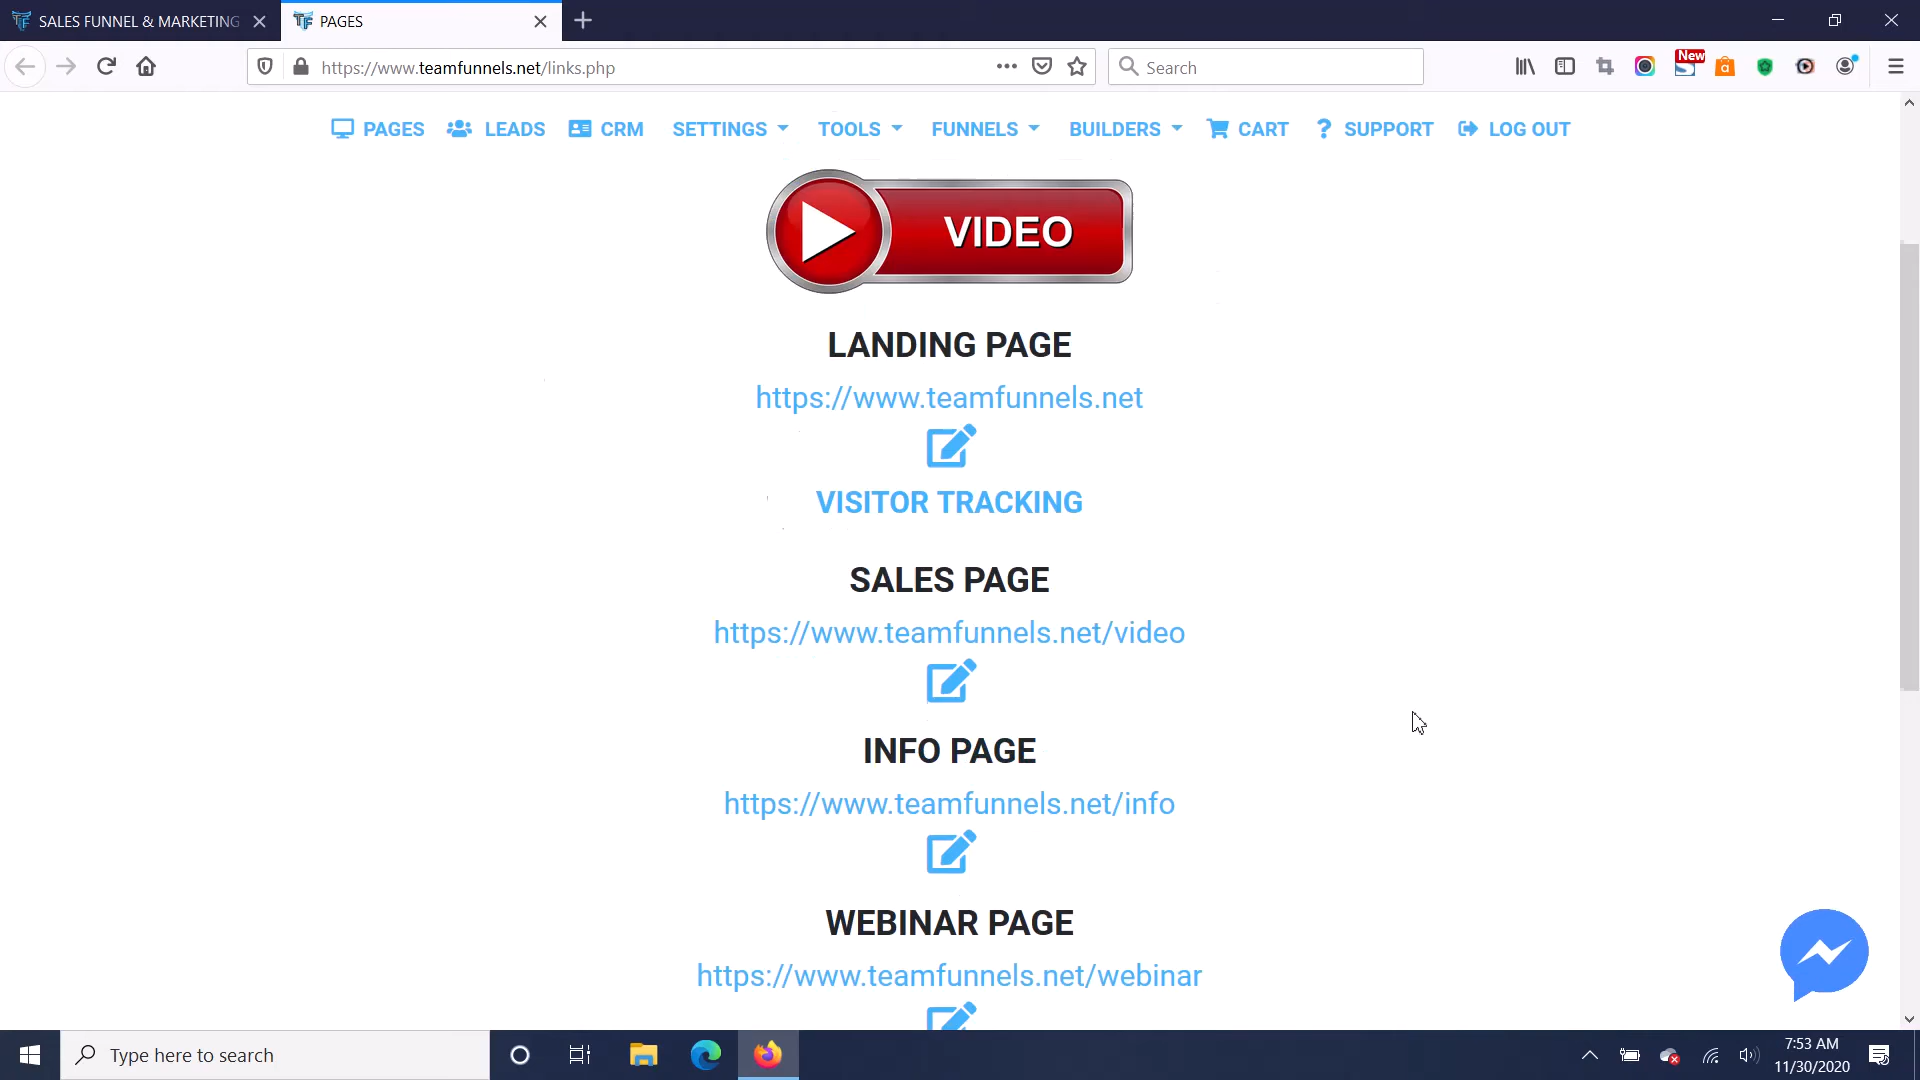 SALES FUNNEL & MARKETING
PAGES
https://www.teamfunnels.net/links.php
Search
New
PAGES LEADS CRM SETTINGS TOOLS FUNNELS BUILDERS CART SUPPORT LOG OUT
VIDEO
LANDING PAGE
https://www.teamfunnels.net
VISITOR TRACKING
SALES PAGE
https://www.teamfunnels.net/video
INFO PAGE
https://www.teamfunnels.net/info
WEBINAR PAGE
https://www.teamfunnels.net/webinar
Type here to search
7:53 AM
11/30/2020